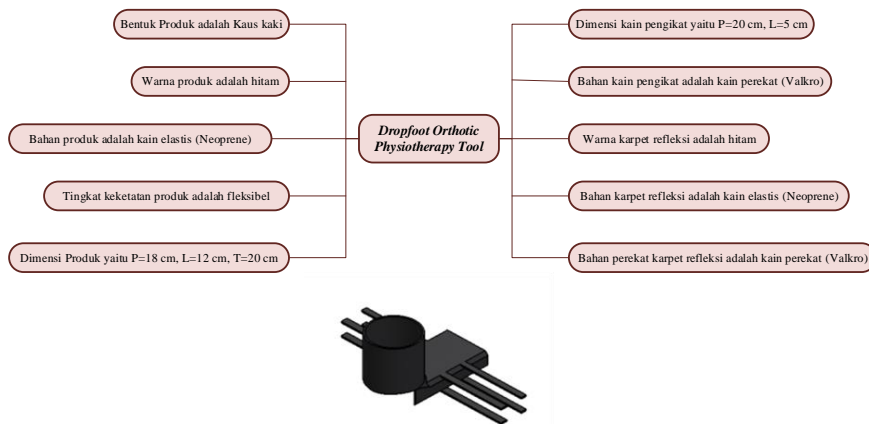 Bentuk Produk adalah Kaus kaki
Warna produk adalah hitam
Bahan produk adalah kain elastis (Neoprene)
Tingkat keketatan produk adalah fleksibel
Dimensi Produk yaitu P=18 cm, L=12 cm, T=20 cm
Dropfoot Orthotic
Physiotherapy Tool
Dimensi kain pengikat yaitu P=20 cm, L=5 cm
Bahan kain pengikat adalah kain perekat (Valkro)
Warna karpet refleksi adalah hitam
Bahan karpet refleksi adalah kain elastis (Neoprene)
Bahan perekat karpet refleksi adalah kain perekat (Valkro)